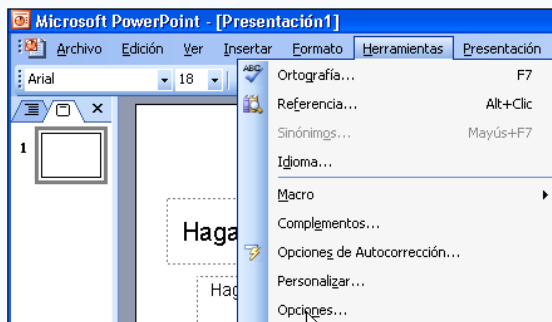 Microsoft PowerPoint - [Presentación1]
Archivo Edición Ver Insertar Formato Herramientas Presentación
Arial 18
ABC Ortografía... F7
Referencia... Alt+Clic
Sinónimos... Mayús+F7
1
Idioma...
Macro
Complementos...
Haga
Opciones de Autocorrección...
Personalizar...
Hag
Opciones...